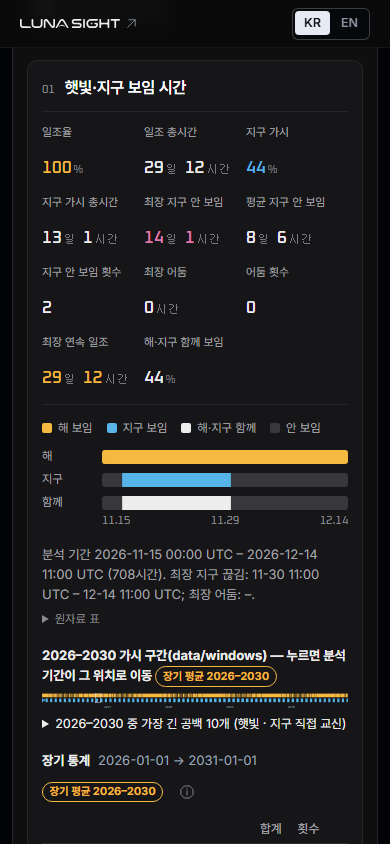 LUNA SIGHT ↗
KR EN
01 햇빛·지구 보임 시간
일조율 일조 총시간 지구 가시
100% 29일 12시간 44%
지구 가시 총시간 최장 지구 안 보임 평균 지구 안 보임
13일 1시간 14일 1시간 8일 6시간
지구 안 보임 횟수 최장 어둠 어둠 횟수
2 0시간 0
최장 연속 일조 해·지구 함께 보임
29일 12시간 44%
해 보임 지구 보임 해·지구 함께 안 보임
해
지구
함께
11.15 11.29 12.14
분석 기간 2026-11-15 00:00 UTC – 2026-12-14
11:00 UTC (708시간). 최장 지구 끊김: 11-30 11:00
UTC – 12-14 11:00 UTC; 최장 어둠: –.
▶ 원자료 표
2026–2030 가시 구간(data/windows) — 누르면 분석
기간이 그 위치로 이동 장기 평균 2026–2030
▶ 2026–2030 중 가장 긴 공백 10개 (햇빛 · 지구 직접 교신)
장기 통계 2026-01-01 → 2031-01-01
장기 평균 2026–2030 ⓘ
합계 횟수